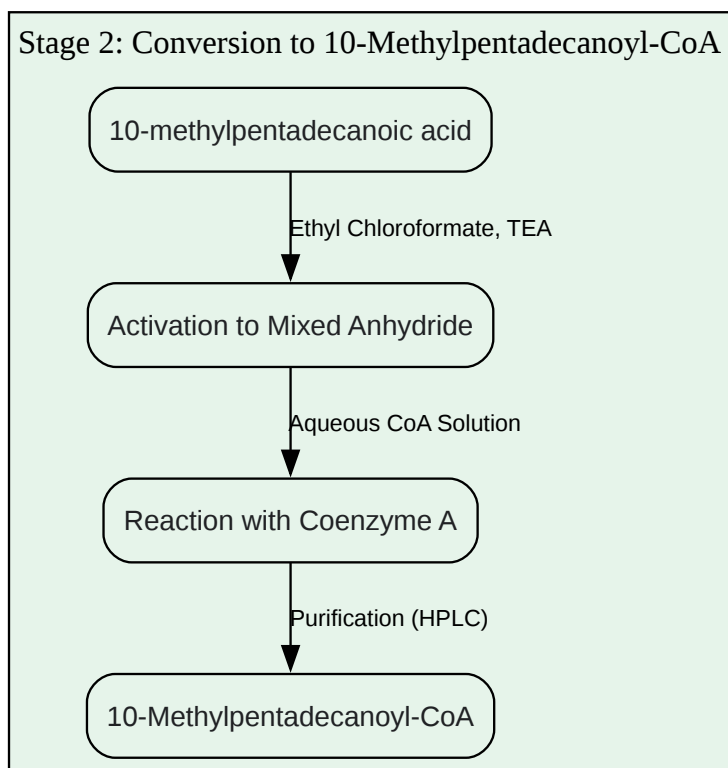 Stage 2: Conversion to 10-Methylpentadecanoyl-CoA
10-methylpentadecanoic acid
Ethyl Chloroformate, TEA
Activation to Mixed Anhydride
Aqueous CoA Solution
Reaction with Coenzyme A
Purification (HPLC)
10-Methylpentadecanoyl-CoA